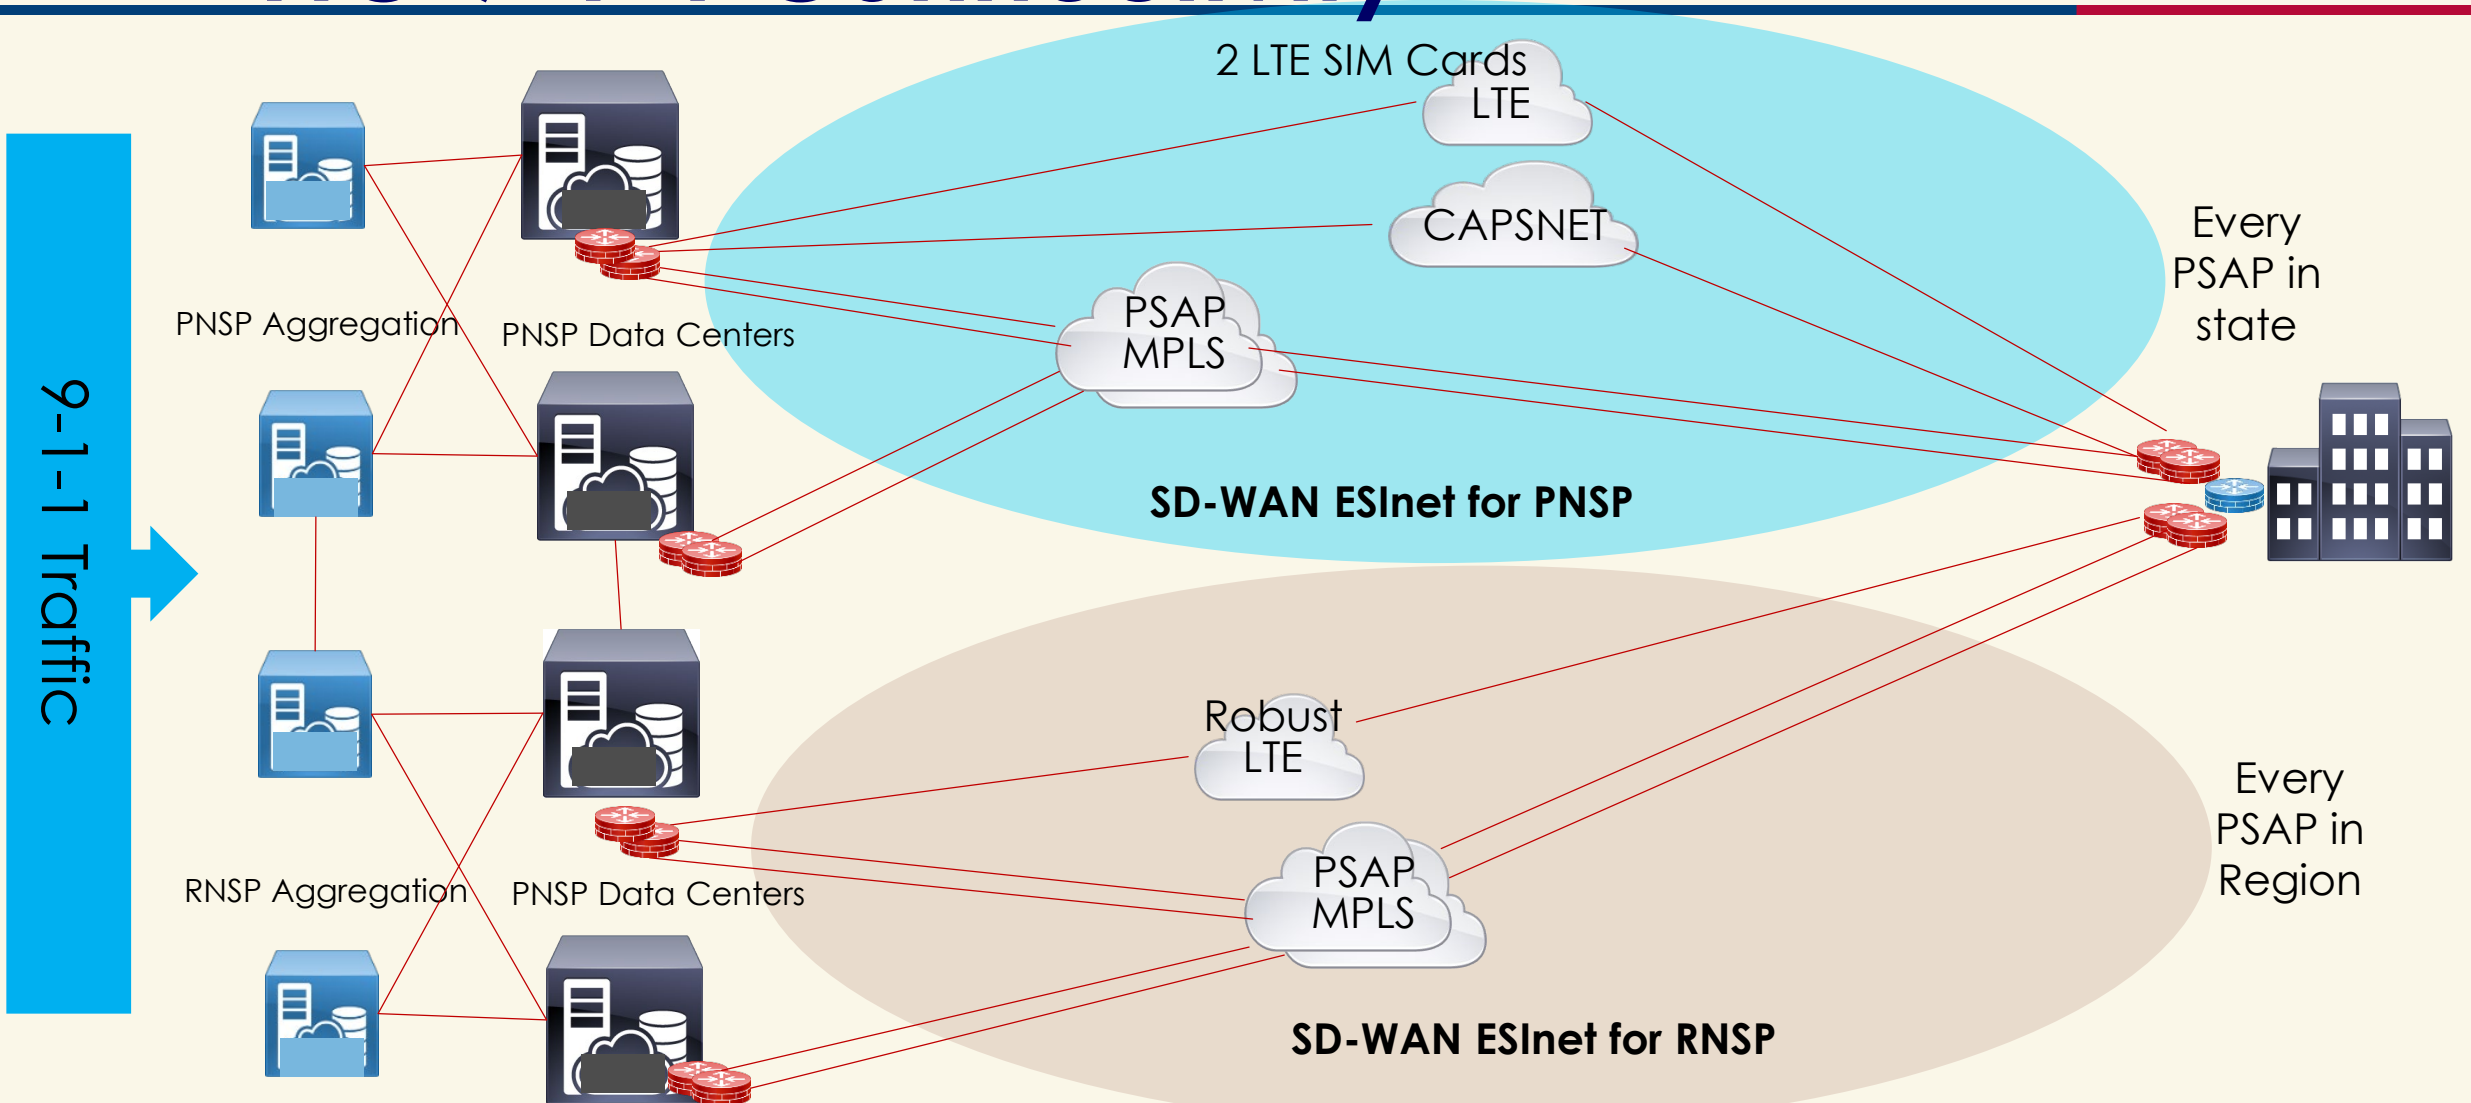 2 LTE SIM Cards
LTE
CAPSNET
Every
PSAP in
state
PSAP
MPLS
PNSP Aggregation
PNSP Data Centers
9-1-1 Traffic
SD-WAN ESInet for PNSP
Robust
LTE
Every
PSAP in
Region
PSAP
MPLS
RNSP Aggregation
PNSP Data Centers
SD-WAN ESInet for RNSP